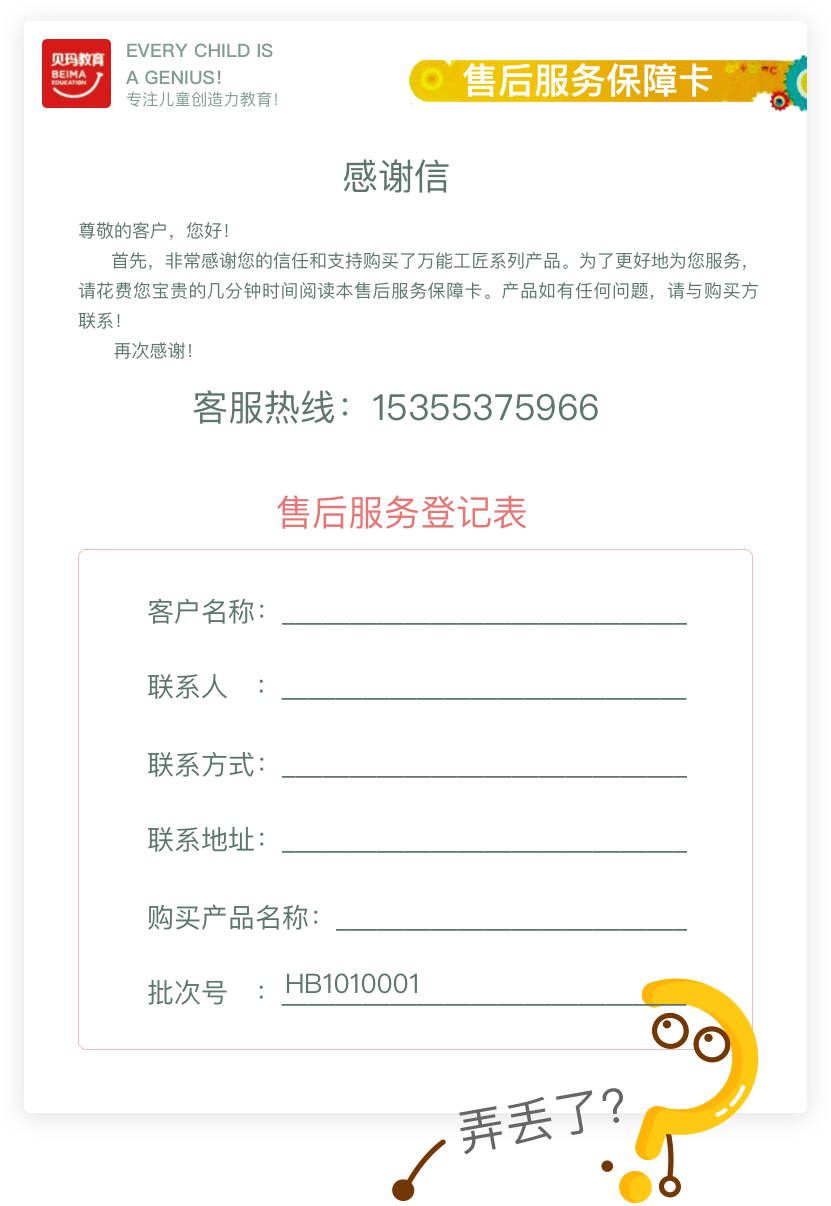 贝玛教育
BEIMA
EDUCATION
EVERY CHILD IS
A GENIUS!
专注儿童创造力教育!
售后服务保障卡
感谢信
尊敬的客户，您好!
首先，非常感谢您的信任和支持购买了万能工匠系列产品。为了更好地为您服务，
请花费您宝贵的几分钟时间阅读本售后服务保障卡。产品如有任何问题，请与购买方
联系!
再次感谢!
客服热线：15355375966
售后服务登记表
客户名称：
联系人 ：
联系方式：
联系地址：
购买产品名称：
批次号 ：HB1010001
弄丢了?